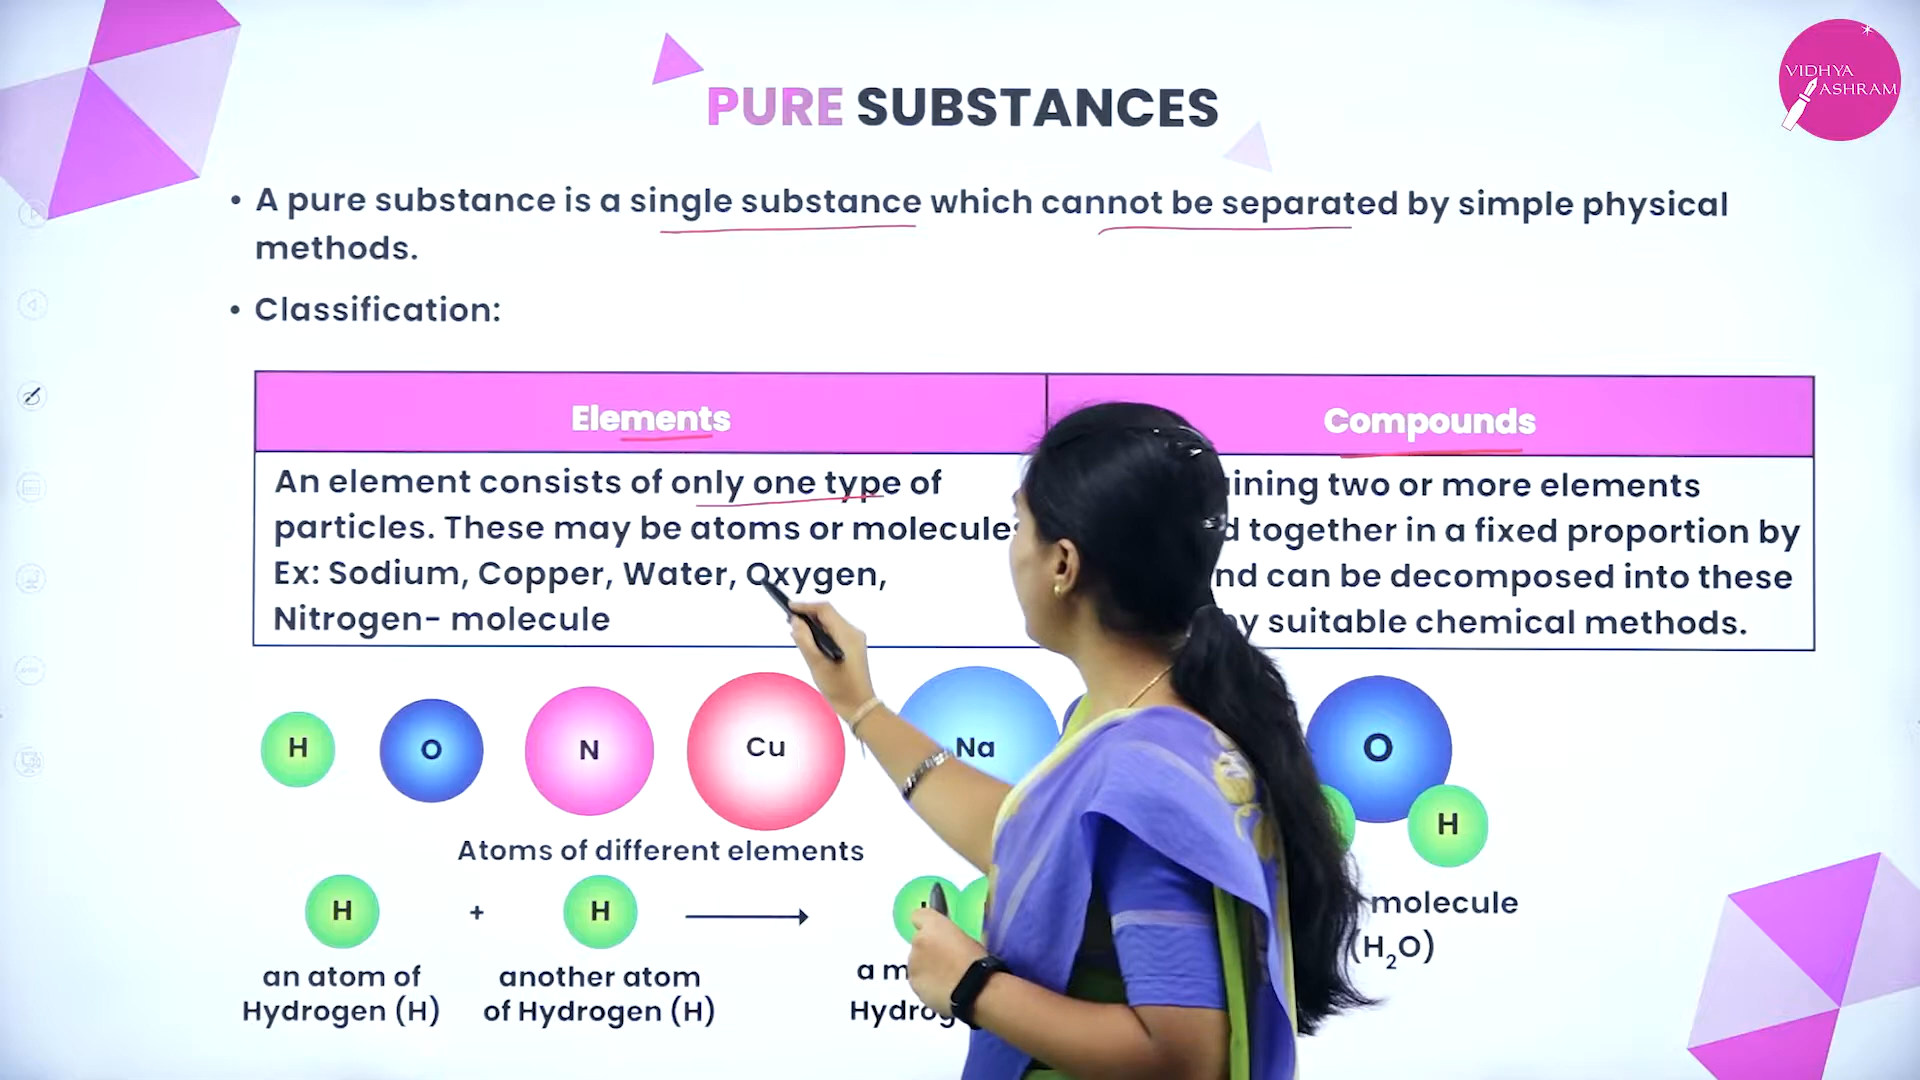 VIDHYA
ASHRAM
PURE SUBSTANCES
• A pure substance is a single substance which cannot be separated by simple physical
methods.
• Classification:
Elements
Compounds
An element consists of only one type of
particles. These may be atoms or molecule
Ex: Sodium, Copper, Water, Oxygen,
Nitrogen- molecule
two or more elements
together in a fixed proportion by
can be decomposed into these
by suitable chemical methods.
H O N Cu Na
O
H
Atoms of different elements
molecule
(H₂O)
H + H
an atom of
Hydrogen (H)
another atom
of Hydrogen (H)
a